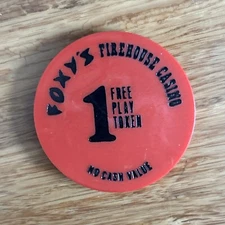 FOXY'S FIREHOUSE CASINO
1
FREE
PLAY
TOKEN
NO CASH VALUE